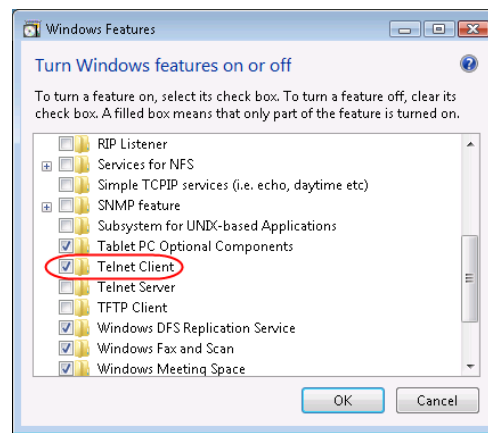 Windows Features
Turn Windows features on or off
To turn a feature on, select its check box. To turn a feature off, clear its
check box. A filled box means that only part of the feature is turned on.
RIP Listener
Services for NFS
Simple TCPIP services (i.e. echo, daytime etc)
SNMP feature
Subsystem for UNIX-based Applications
Tablet PC Optional Components
Telnet Client
Telnet Server
TFTP Client
Windows DFS Replication Service
Windows Fax and Scan
Windows Meeting Space
OK Cancel